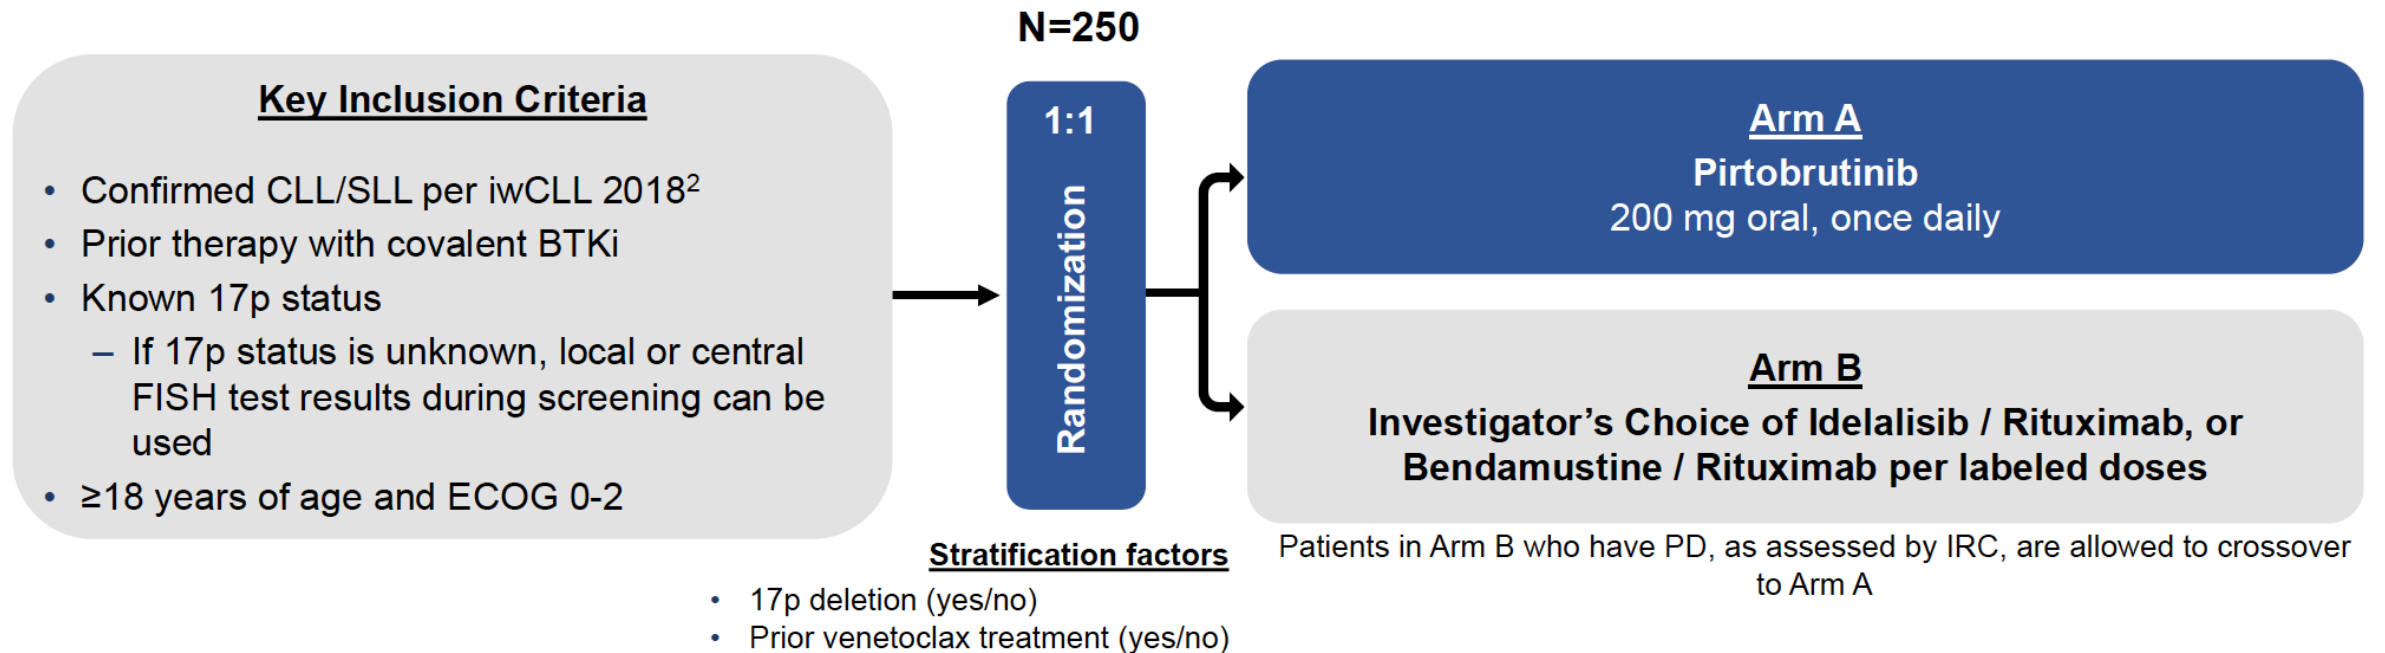 N=250
Key Inclusion Criteria
• Confirmed CLL/SLL per iwCLL 2018²
• Prior therapy with covalent BTKi
• Known 17p status
– If 17p status is unknown, local or central
FISH test results during screening can be
used
• ≥18 years of age and ECOG 0-2
1:1
Randomization
Stratification factors
• 17p deletion (yes/no)
• Prior venetoclax treatment (yes/no)
Arm A
Pirtobrutinib
200 mg oral, once daily
Arm B
Investigator’s Choice of Idelalisib / Rituximab, or
Bendamustine / Rituximab per labeled doses
Patients in Arm B who have PD, as assessed by IRC, are allowed to crossover
to Arm A